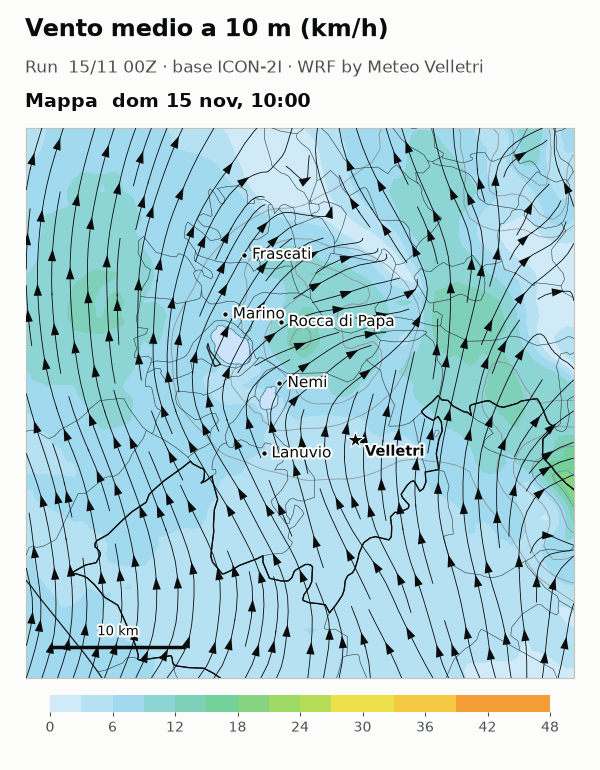 Vento medio a 10 m (km/h)
Run 15/11 00Z · base ICON-2I · WRF by Meteo Velletri
Mappa dom 15 nov, 10:00
Frascati
Marino
Rocca di Papa
Nemi
Velletri
Lanuvio
10 km
0 6 12 18 24 30 36 42 48